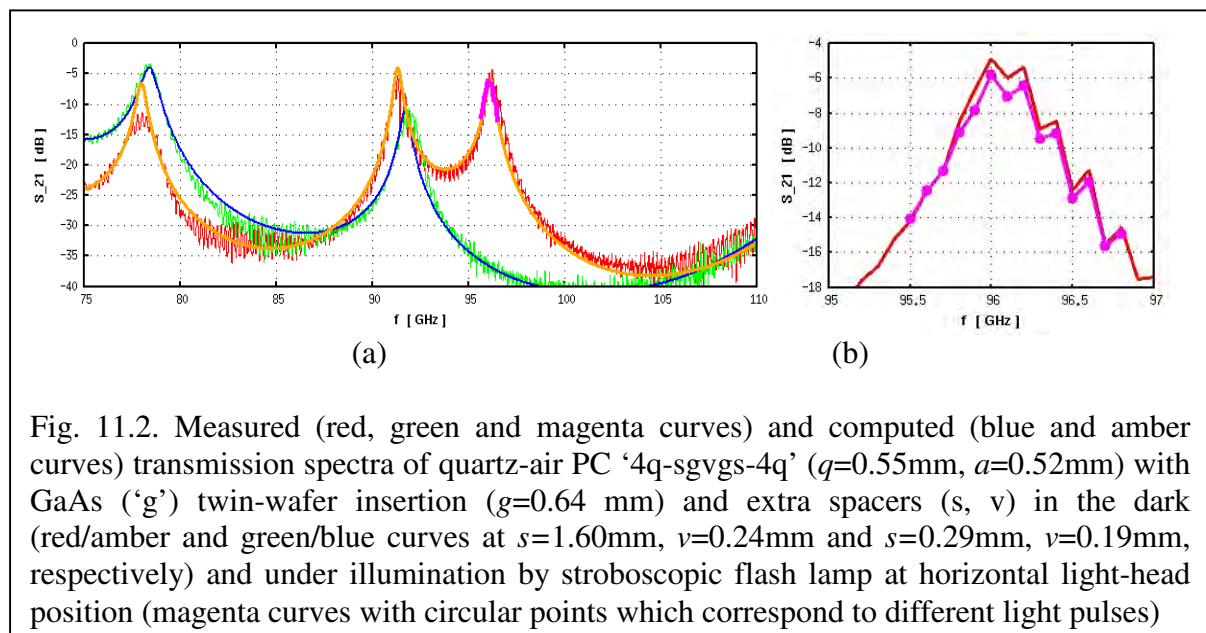 0
-5
-10
-15
-20
-25
-30
-35
-40
S_21 [ dB ]
75 80 85 90 95 100 105 110
f [ GHz ]
(a)
-4
-6
-8
-10
-12
-14
-16
-18
S_21 [ dB ]
95 95.5 96 96.5 97
f [ GHz ]
(b)
Fig. 11.2. Measured (red, green and magenta curves) and computed (blue and amber
curves) transmission spectra of quartz-air PC ‘4q-sgvgs-4q’ (q=0.55mm, a=0.52mm) with
GaAs (‘g’) twin-wafer insertion (g=0.64 mm) and extra spacers (s, v) in the dark
(red/amber and green/blue curves at s=1.60mm, v=0.24mm and s=0.29mm, v=0.19mm,
respectively) and under illumination by stroboscopic flash lamp at horizontal light-head
position (magenta curves with circular points which correspond to different light pulses)